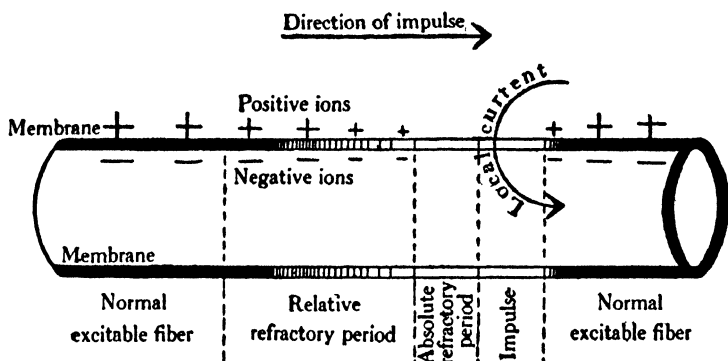 Direction of impulse
Positive ions
Membrane
Local current
Negative ions
Membrane
Normal
excitable fiber
Relative
refractory period
Absolute
refractory
period
Impulse
Normal
excitable fiber